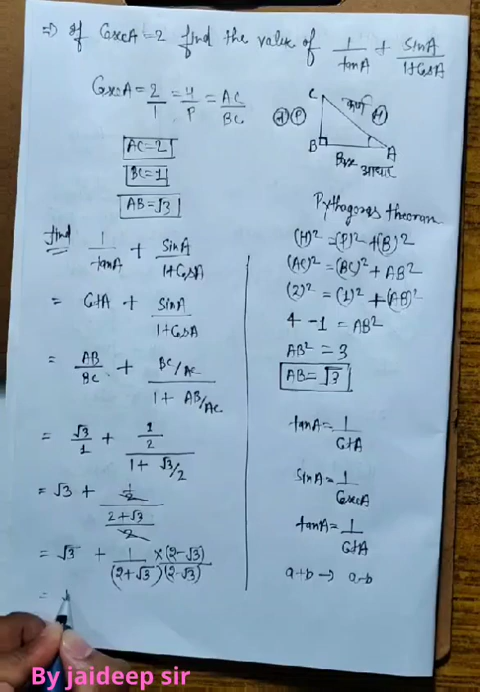 ⇒ If CosecA=2 find the value of 1/tanA + SinA/1+CosA
CosecA = 2/1 = H/P = AC/BC
AC=2
BC=1
AB=√3
find 1/tanA + SinA/1+CosA
= CotA + SinA/1+CosA
= AB/BC + (BC/AC)/(1 + AB/AC)
= √3/1 + (1/2)/(1 + √3/2)
= √3 + (1/2)/((2+√3)/2)
= √3 + 1/(2+√3) × (2-√3)/(2-√3)
=
C
कर्ण
H
P
B
A
Base
आधार
Pythagoras theoram
(H)² = (P)² + (B)²
(AC)² = (BC)² + AB²
(2)² = (1)² + (AB)²
4 - 1 = AB²
AB² = 3
AB = √3
tanA = 1/CotA
SinA = 1/CosecA
tanA = 1/CotA
a+b → a-b
By jaideep sir